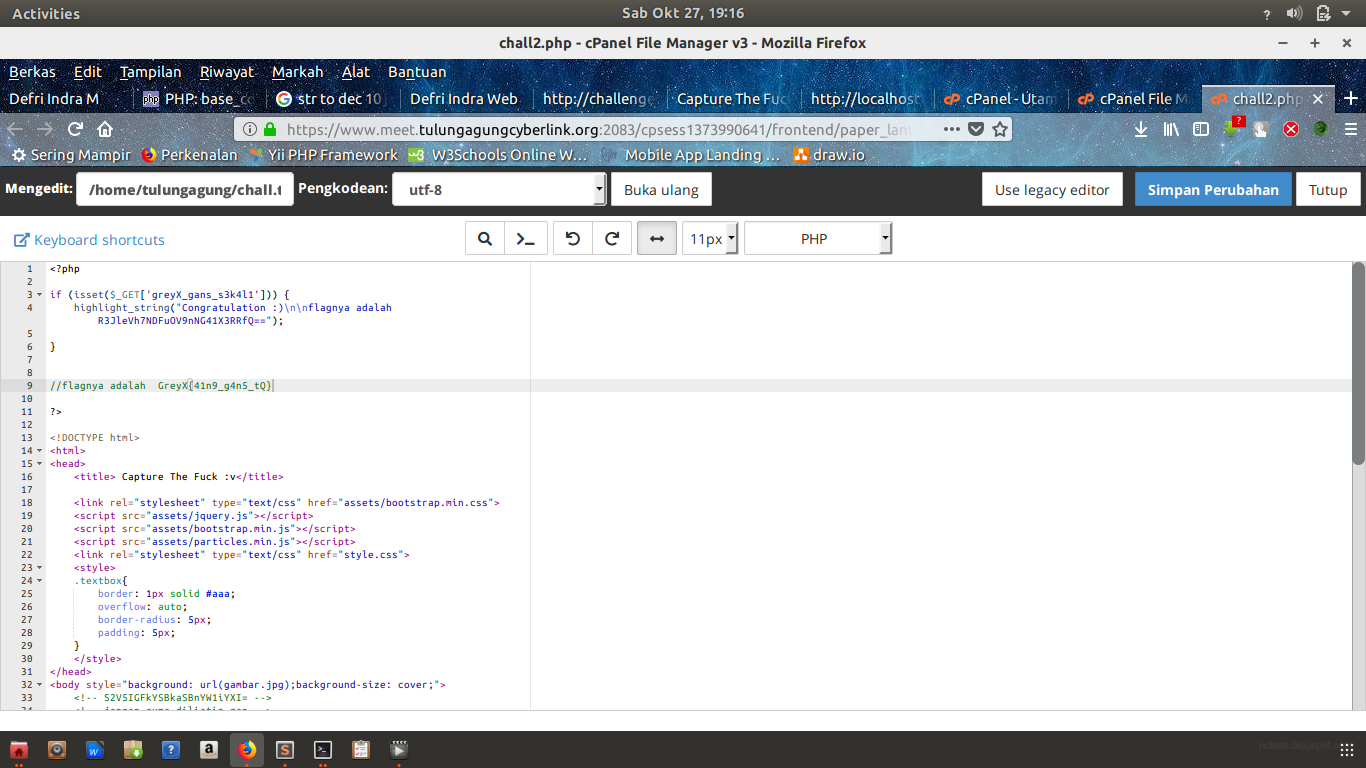 Activities
Sab Okt 27, 19:16
chall2.php - cPanel File Manager v3 - Mozilla Firefox
Berkas Edit Tampilan Riwayat Markah Alat Bantuan
Defri Indra M
php PHP: base_co
G str to dec 10
Defri Indra Web
http://challenge
Capture The Fuc
http://localhost
cP cPanel - Utam
cP cPanel File M
cP chall2.php
https://www.meet.tulungagungcyberlink.org:2083/cpsess1373990641/frontend/paper_lant
?
Sering Mampir Perkenalan Yii PHP Framework W3Schools Online W... Mobile App Landing ... draw.io
Mengedit: /home/tulungagung/chall.t Pengkodean: utf-8 Buka ulang Use legacy editor Simpan Perubahan Tutup
Keyboard shortcuts
11px PHP
1 <?php
2
3 if (isset($_GET['greyX_gans_s3k4l1'])) {
4 highlight_string("Congratulation :)\n\nflagnya adalah
R3JleVh7NDFuOV9nNG41X3RRfQ==");
5
6 }
7
8
9 //flagnya adalah  GreyX{41n9_g4n5_tQ}
10
11 ?>
12
13 <!DOCTYPE html>
14 <html>
15 <head>
16 <title> Capture The Fuck :v</title>
17
18 <link rel="stylesheet" type="text/css" href="assets/bootstrap.min.css">
19 <script src="assets/jquery.js"></script>
20 <script src="assets/bootstrap.min.js"></script>
21 <script src="assets/particles.min.js"></script>
22 <link rel="stylesheet" type="text/css" href="style.css">
23 <style>
24 .textbox{
25 border: 1px solid #aaa;
26 overflow: auto;
27 border-radius: 5px;
28 padding: 5px;
29 }
30 </style>
31 </head>
32 <body style="background: url(gambar.jpg);background-size: cover;">
33 <!-- S2V5IGFkYSBkaSBnYW1iYXI= -->